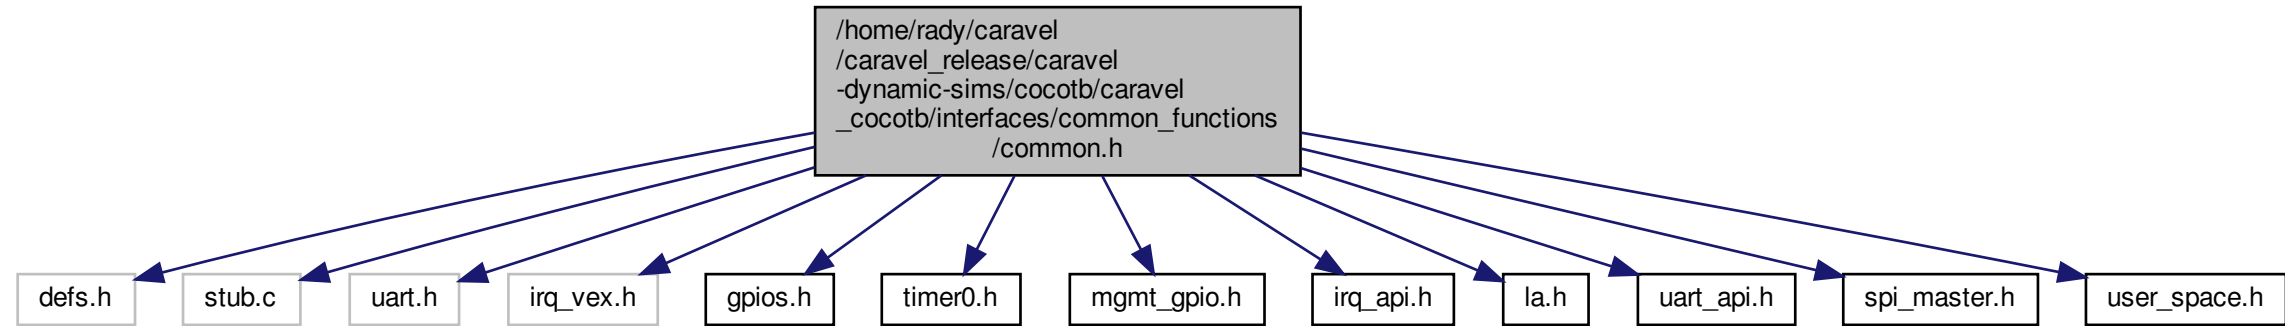 /home/rady/caravel
/caravel_release/caravel
-dynamic-sims/cocotb/caravel
_cocotb/interfaces/common_functions
/common.h
defs.h
stub.c
uart.h
irq_vex.h
gpios.h
timer0.h
mgmt_gpio.h
irq_api.h
la.h
uart_api.h
spi_master.h
user_space.h